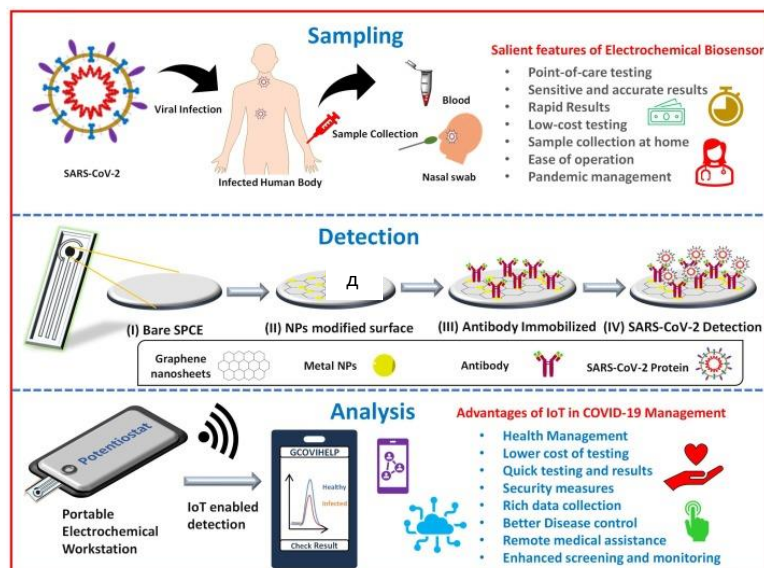 Sampling
Viral Infection
SARS-CoV-2
Infected Human Body
Sample Collection
Blood
Nasal swab
Salient features of Electrochemical Biosensor
• Point-of-care testing
• Sensitive and accurate results
• Rapid Results
• Low-cost testing
• Sample collection at home
• Ease of operation
• Pandemic management
Detection
д
(I) Bare SPCE
(II) NPs modified surface
(III) Antibody Immobilized
(IV) SARS-CoV-2 Detection
Graphene
nanosheets
Metal NPs
Antibody
SARS-CoV-2 Protein
Analysis
Potentiostat
Portable
Electrochemical
Workstation
IoT enabled
detection
GCOVIHELP
Healthy
Infected
Check Result
Advantages of IoT in COVID-19 Management
• Health Management
• Lower cost of testing
• Quick testing and results
• Security measures
• Rich data collection
• Better Disease control
• Remote medical assistance
• Enhanced screening and monitoring